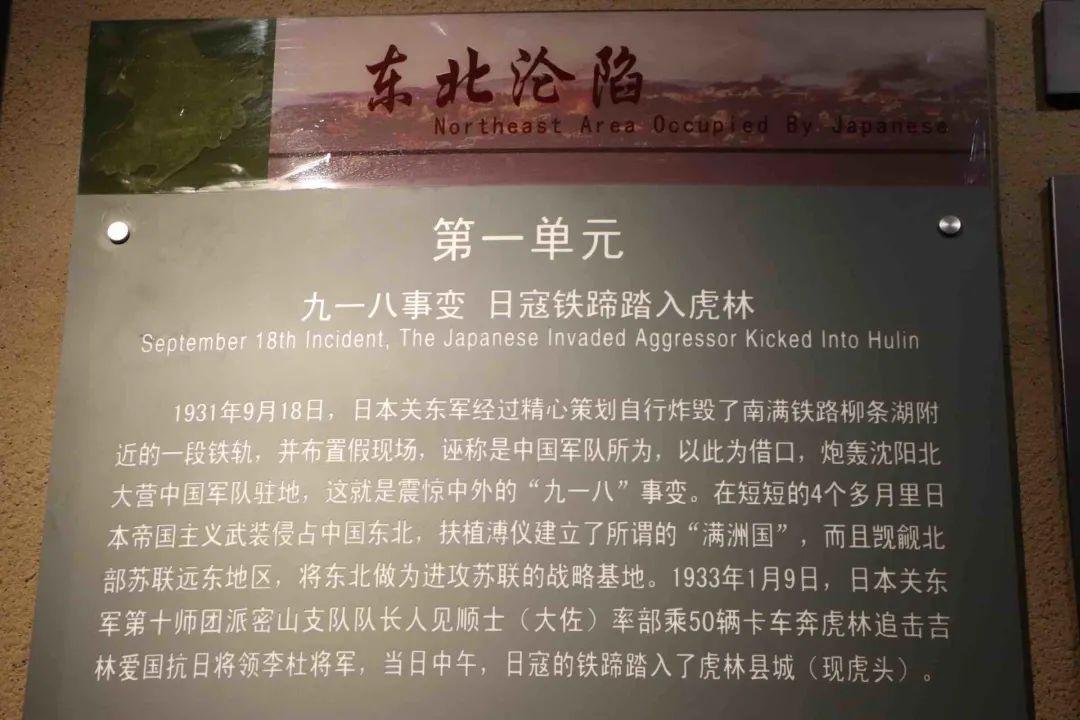 东北沦陷
Northeast Area Occupied By Japanese
第一单元
九一八事变 日寇铁蹄踏入虎林
September 18th Incident, The Japanese Invaded Aggressor Kicked Into Hulin
1931年9月18日，日本关东军经过精心策划自行炸毁了南满铁路柳条湖附
近的一段铁轨，并布置假现场，诬称是中国军队所为，以此为借口，炮轰沈阳北
大营中国军队驻地，这就是震惊中外的“九一八”事变。在短短的4个多月里日
本帝国主义武装侵占中国东北，扶植溥仪建立了所谓的“满洲国”，而且觊觎北
部苏联远东地区，将东北做为进攻苏联的战略基地。1933年1月9日，日本关东
军第十师团派密山支队队长人见顺士（大佐）率部乘50辆卡车奔虎林追击吉
林爱国抗日将领李杜将军，当日中午，日寇的铁蹄踏入了虎林县城（现虎头）。